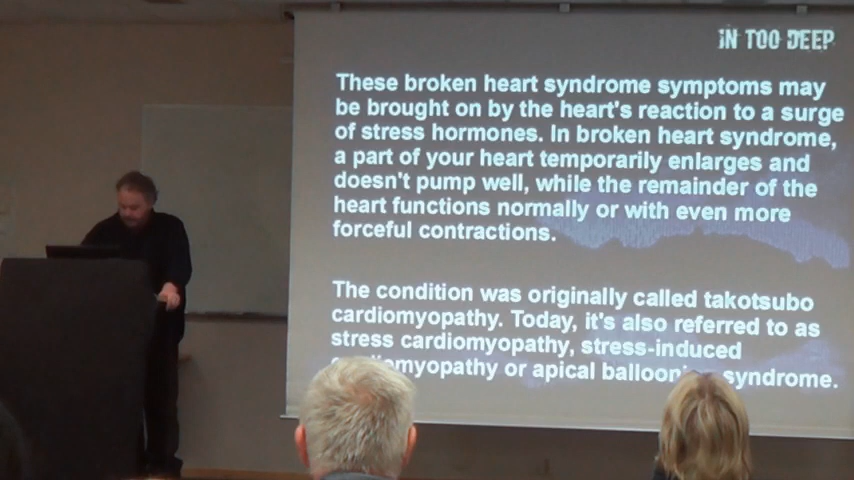 IN TOO DEEP
These broken heart syndrome symptoms may
be brought on by the heart's reaction to a surge
of stress hormones. In broken heart syndrome,
a part of your heart temporarily enlarges and
doesn't pump well, while the remainder of the
heart functions normally or with even more
forceful contractions.
The condition was originally called takotsubo
cardiomyopathy. Today, it's also referred to as
stress cardiomyopathy, stress-induced
cardiomyopathy or apical syndrome.